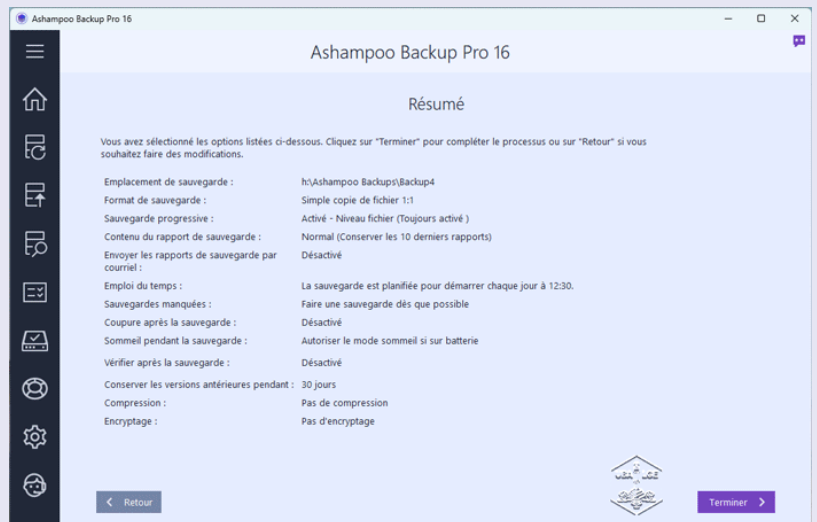 Ashampoo Backup Pro 16
Ashampoo Backup Pro 16
Résumé
Vous avez sélectionné les options listées ci-dessous. Cliquez sur "Terminer" pour compléter le processus ou sur "Retour" si vous
souhaitez faire des modifications.
Emplacement de sauvegarde : h:\Ashampoo Backups\Backup4
Format de sauvegarde : Simple copie de fichier 1:1
Sauvegarde progressive : Activé - Niveau fichier (Toujours activé )
Contenu du rapport de sauvegarde : Normal (Conserver les 10 derniers rapports)
Envoyer les rapports de sauvegarde par Désactivé
courriel :
Emploi du temps : La sauvegarde est planifiée pour démarrer chaque jour à 12:30.
Sauvegardes manquées : Faire une sauvegarde dès que possible
Coupure après la sauvegarde : Désactivé
Sommeil pendant la sauvegarde : Autoriser le mode sommeil si sur batterie
Vérifier après la sauvegarde : Désactivé
Conserver les versions antérieures pendant : 30 jours
Compression : Pas de compression
Encryptage : Pas d'encryptage
Retour
Terminer